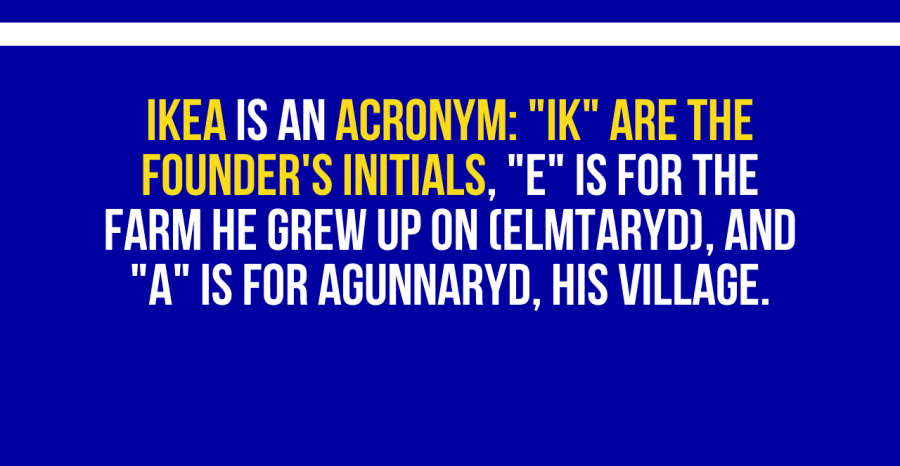 IKEA IS AN ACRONYM: "IK" ARE THE
FOUNDER'S INITIALS, "E" IS FOR THE
FARM HE GREW UP ON (ELMTARYD), AND
"A" IS FOR AGUNNARYD, HIS VILLAGE.